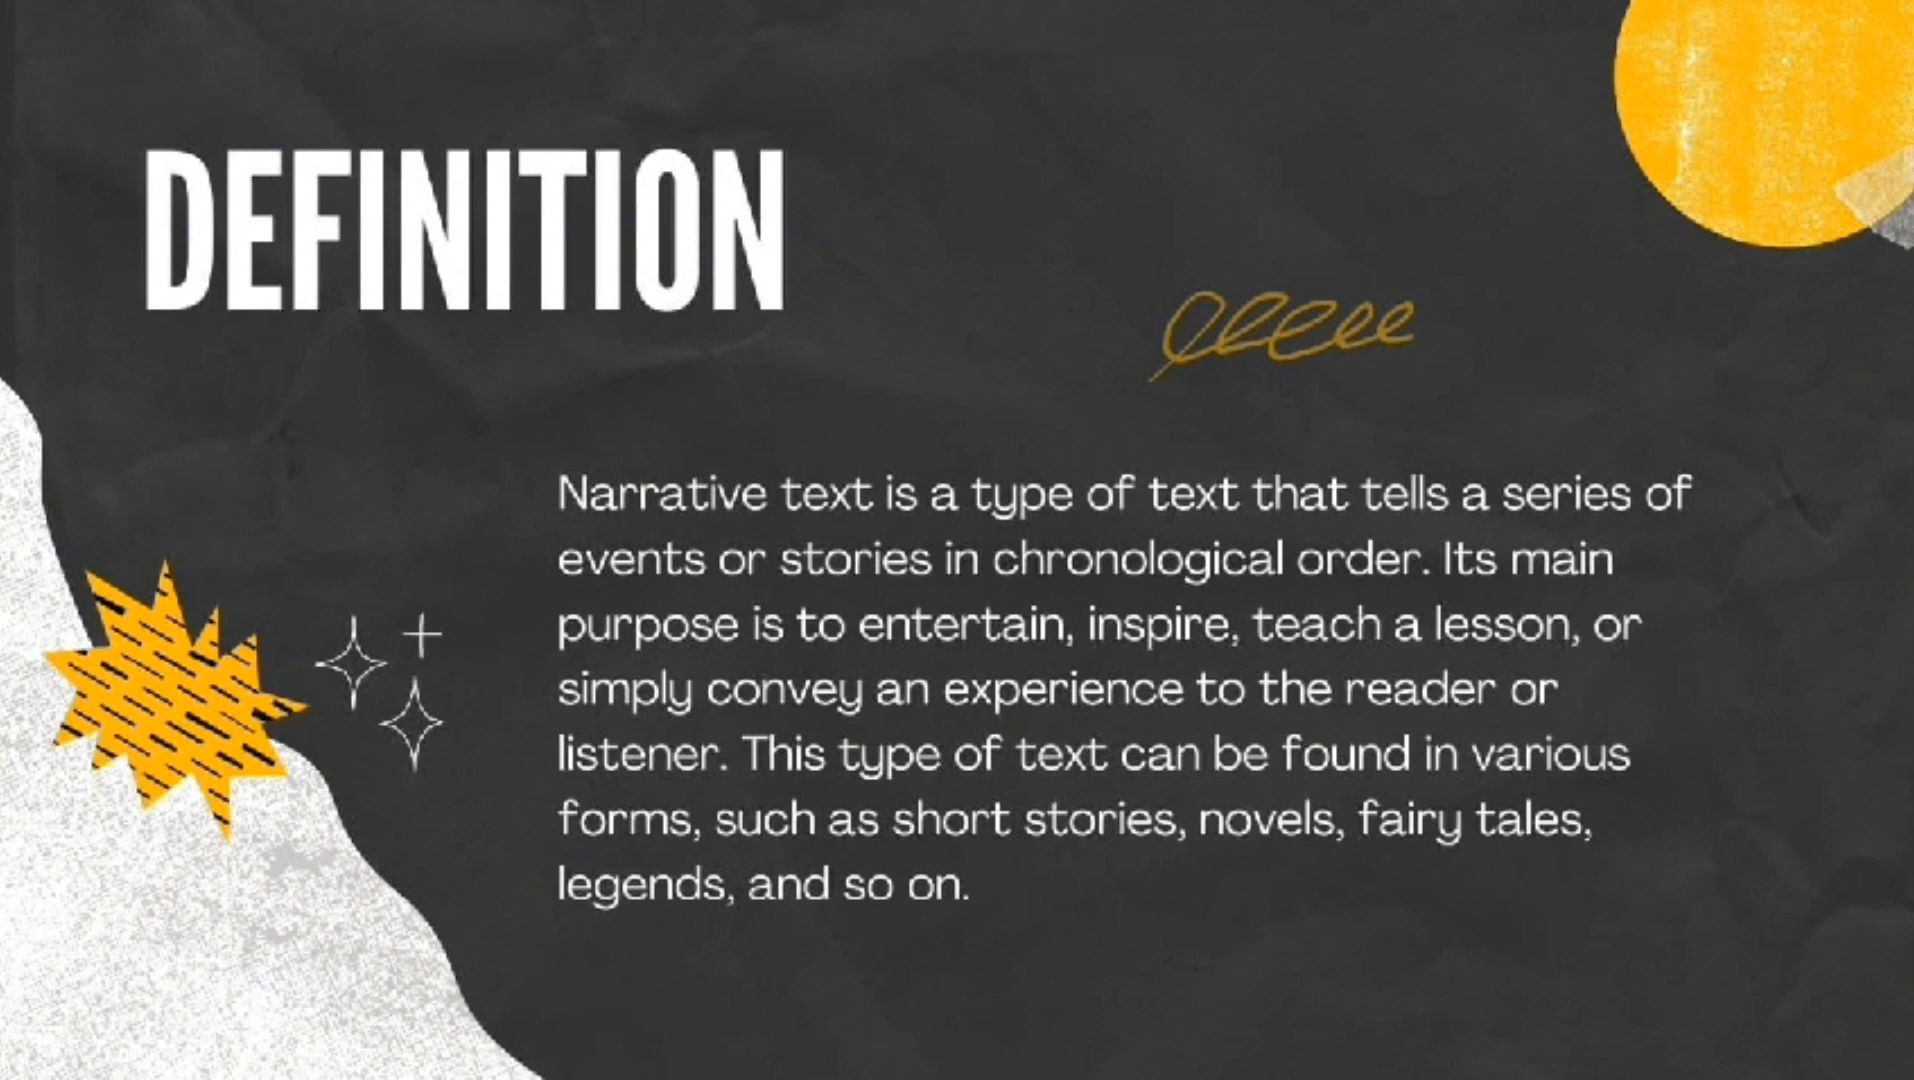 DEFINITION
Narrative text is a type of text that tells a series of
events or stories in chronological order. Its main
purpose is to entertain, inspire, teach a lesson, or
simply convey an experience to the reader or
listener. This type of text can be found in various
forms, such as short stories, novels, fairy tales,
legends, and so on.